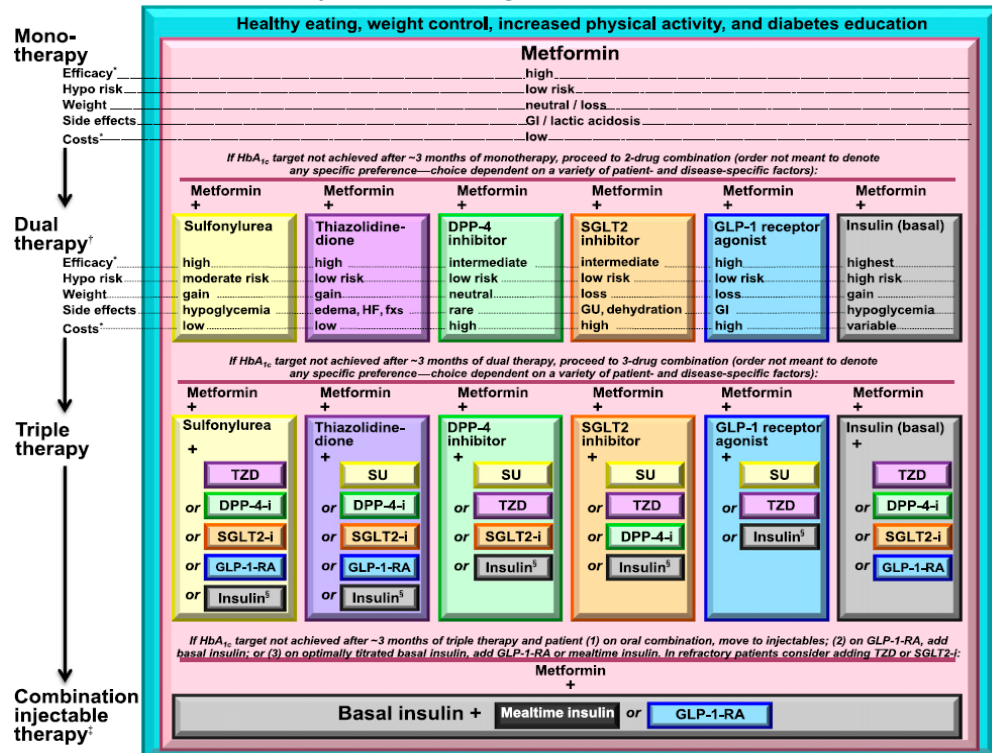 Healthy eating, weight control, increased physical activity, and diabetes education
Mono-
therapy
Metformin
Efficacy* high
Hypo risk low risk
Weight neutral / loss
Side effects GI / lactic acidosis
Costs* low
If HbA1c target not achieved after ~3 months of monotherapy, proceed to 2-drug combination (order not meant to denote
any specific preference—choice dependent on a variety of patient- and disease-specific factors):
Metformin Metformin Metformin Metformin Metformin Metformin
+ + + + + +
Dual
therapy†
Sulfonylurea Thiazolidine- DPP-4 SGLT2 GLP-1 receptor Insulin (basal)
dione inhibitor inhibitor agonist
Efficacy* high high intermediate intermediate high highest
Hypo risk moderate risk low risk low risk low risk low risk high risk
Weight gain gain neutral loss loss gain
Side effects hypoglycemia edema, HF, fxs rare GU, dehydration GI hypoglycemia
Costs* low low high high high variable
If HbA1c target not achieved after ~3 months of dual therapy, proceed to 3-drug combination (order not meant to denote
any specific preference—choice dependent on a variety of patient- and disease-specific factors):
Metformin Metformin Metformin Metformin Metformin Metformin
+ + + + + +
Triple
therapy
Sulfonylurea Thiazolidine- DPP-4 SGLT2 GLP-1 receptor Insulin (basal)
dione inhibitor inhibitor agonist
+ + + + + +
TZD SU SU SU SU TZD
or DPP-4-i or DPP-4-i or TZD or TZD or TZD or DPP-4-i
or SGLT2-i or SGLT2-i or SGLT2-i or DPP-4-i or Insulin§ or SGLT2-i
or GLP-1-RA or GLP-1-RA or Insulin§ or Insulin§ or GLP-1-RA
or Insulin§ or Insulin§
If HbA1c target not achieved after ~3 months of triple therapy and patient (1) on oral combination, move to injectables; (2) on GLP-1-RA, add
basal insulin; or (3) on optimally titrated basal insulin, add GLP-1-RA or mealtime insulin. In refractory patients consider adding TZD or SGLT2-i:
Metformin
+
Combination
injectable
therapy‡
Basal insulin + Mealtime insulin or GLP-1-RA